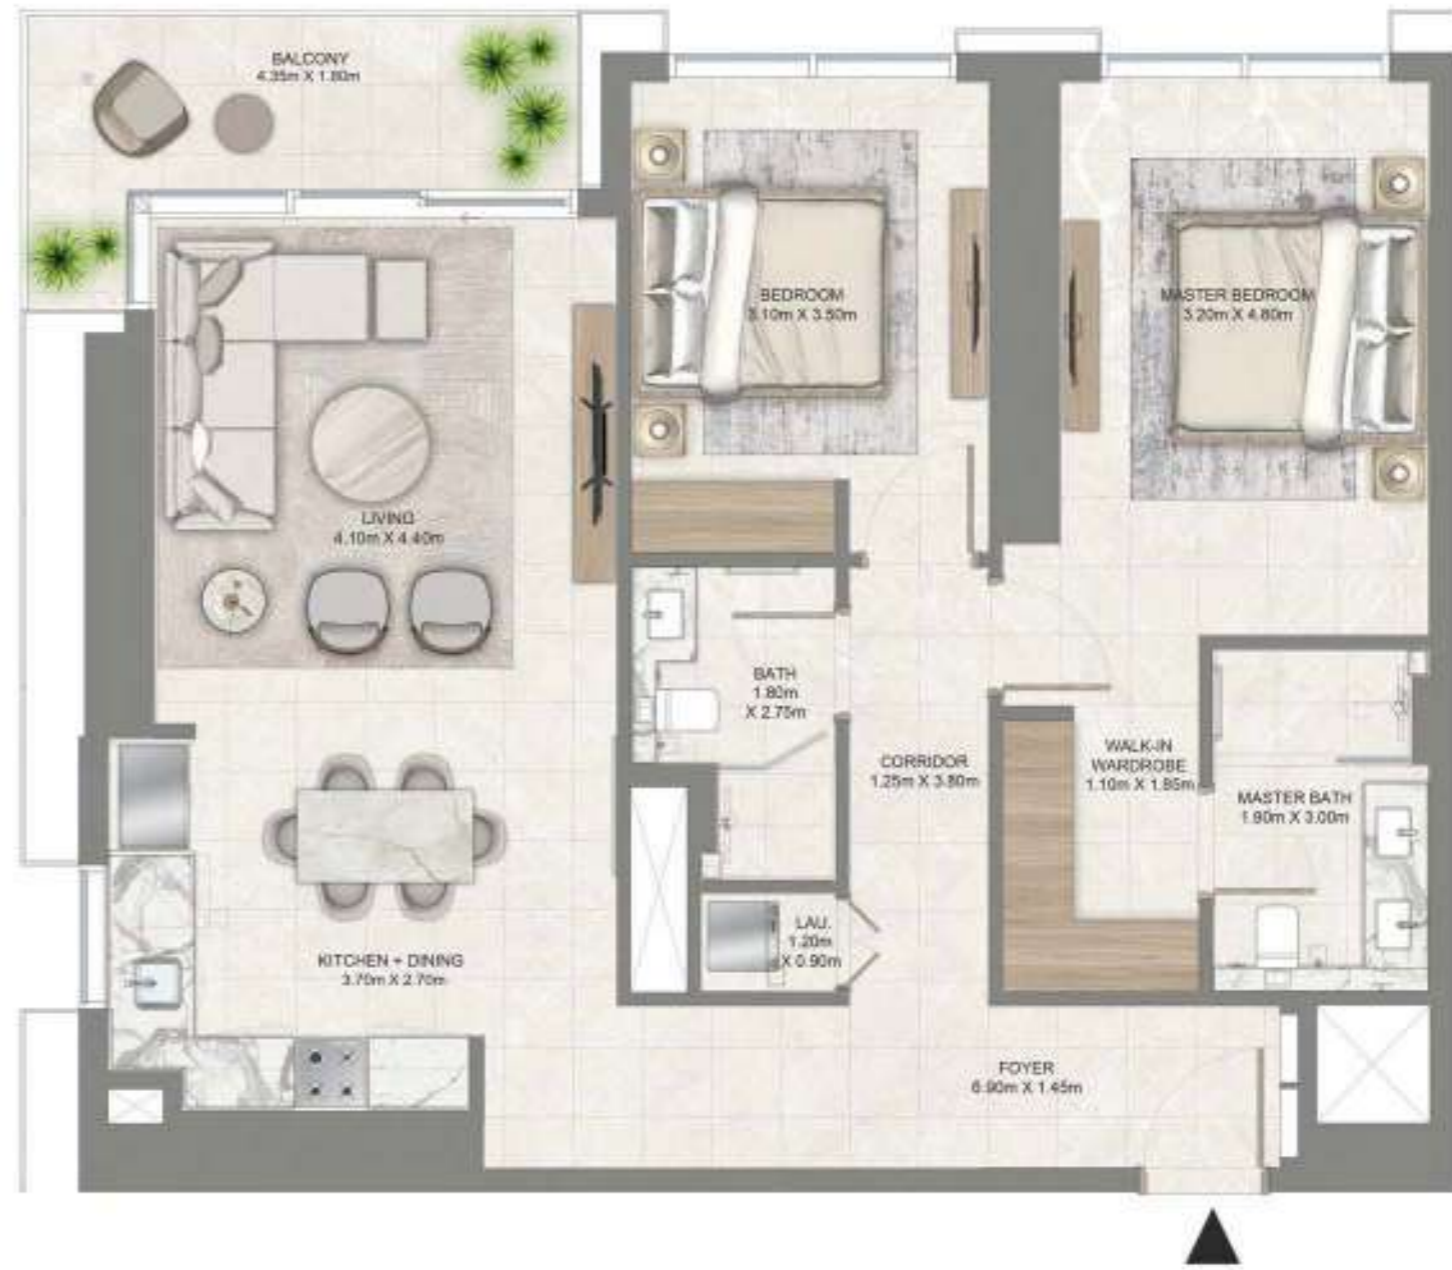 BALCONY
4.35m X 1.80m
BEDROOM
3.10m X 3.50m
MASTER BEDROOM
3.20m X 4.80m
LIVING
4.10m X 4.40m
BATH
1.80m
X 2.75m
CORRIDOR
1.25m X 3.80m
WALK-IN
WARDROBE
1.10m X 1.85m
MASTER BATH
1.90m X 3.00m
LAU.
1.20m
X 0.90m
KITCHEN + DINING
3.70m X 2.70m
FOYER
6.90m X 1.45m